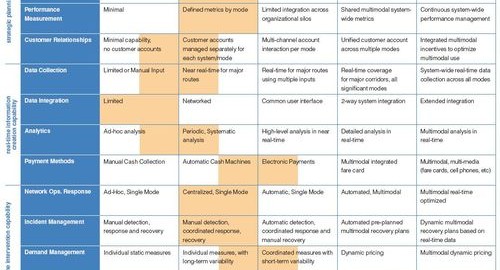 strategic planni
Performance
Measurement
Minimal
Defined metrics by mode
Limited integration across
organizational silos
Shared multimodal system-
wide metrics
Continuous system-wide
performance management
Customer Relationships
Minimal capability,
no customer accounts
Customer accounts
managed separately for
each system/mode
Multi-channel account
interaction per mode
Unified customer account
across multiple modes
Integrated multimodal
incentives to optimize
multimodal use
real-time information
creation capability
Data Collection
Limited or Manual Input
Near real-time for major
routes
Real-time for major routes
using multiple inputs
Real-time coverage
for major corridors, all
significant modes
System-wide real-time data
collection across all modes
Data Integration
Limited
Networked
Common user interface
2-way system integration
Extended integration
Analytics
Ad-hoc analysis
Periodic, Systematic
analysis
High-level analysis in near
real-time
Detailed analysis in
real-time
Multimodal analysis in
real-time
Payment Methods
Manual Cash Collection
Automatic Cash Machines
Electronic Payments
Multimodal integrated
fare card
Multimodal, multi-media
(fare cards, cell phones, etc)
e intervention capability
Network Ops. Response
Ad-Hoc, Single Mode
Centralized, Single Mode
Automatic, Single Mode
Automated, Multimodal
Multimodal real-time
optimized
Incident Management
Manual detection,
response and recovery
Manual detection,
coordinated response,
recovery
Automatic detection,
coordinated response and
manual recovery
Automated pre-planned
multimodal recovery plans
Dynamic multimodal
recovery plans based on
real-time data
Demand Management
Individual static measures
Individual measures, with
long-term variability
Coordinated measures with
short-term variability
Dynamic pricing
Multimodal dynamic pricing